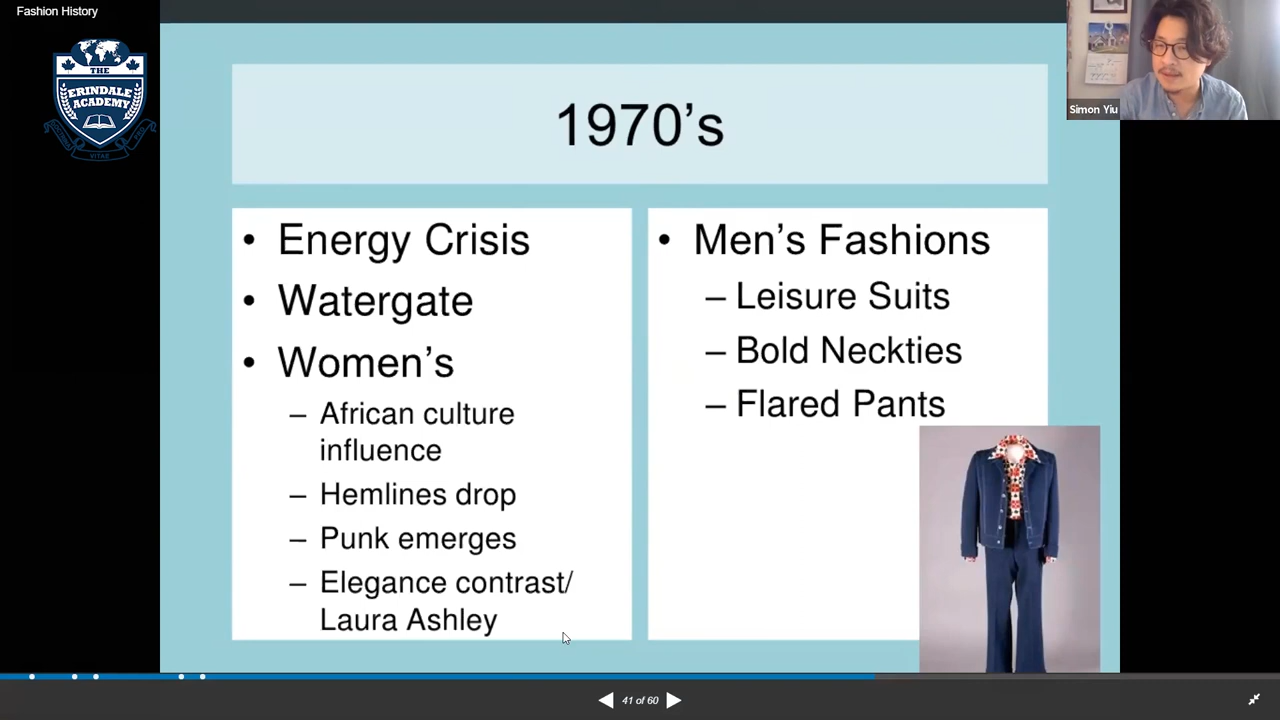 Fashion History
THE
ERINDALE
ACADEMY
VITAE
Simon Yiu
1970's
• Energy Crisis
• Watergate
• Women's
– African culture
influence
– Hemlines drop
– Punk emerges
– Elegance contrast/
Laura Ashley
• Men's Fashions
– Leisure Suits
– Bold Neckties
– Flared Pants
41 of 60